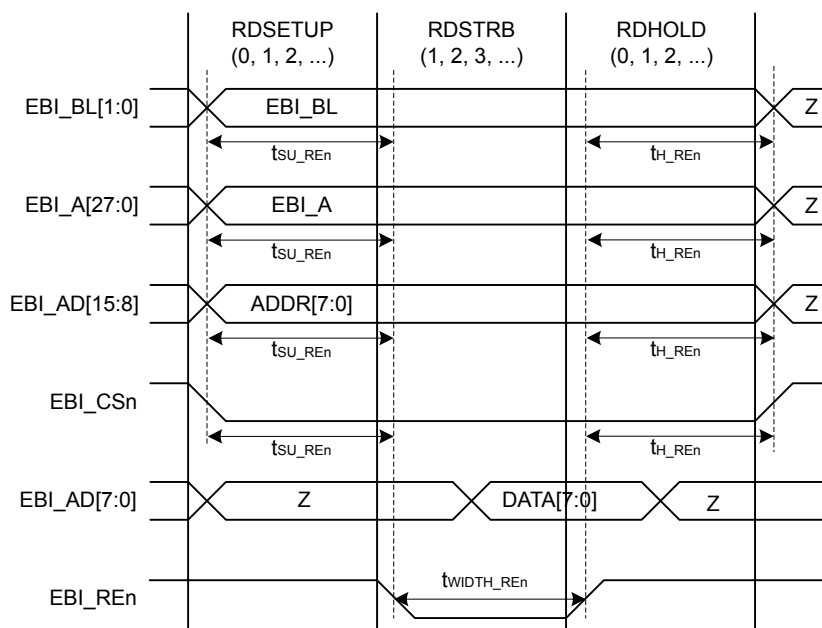 RDSETUP RDSTRB RDHOLD
(0, 1, 2, ...) (1, 2, 3, ...) (0, 1, 2, ...)
EBI_BL[1:0] EBI_BL Z
tSU_REn tH_REn
EBI_A[27:0] EBI_A Z
tSU_REn tH_REn
EBI_AD[15:8] ADDR[7:0] Z
tSU_REn tH_REn
EBI_CSn
tSU_REn tH_REn
EBI_AD[7:0] Z DATA[7:0] Z
tWIDTH_REn
EBI_REn